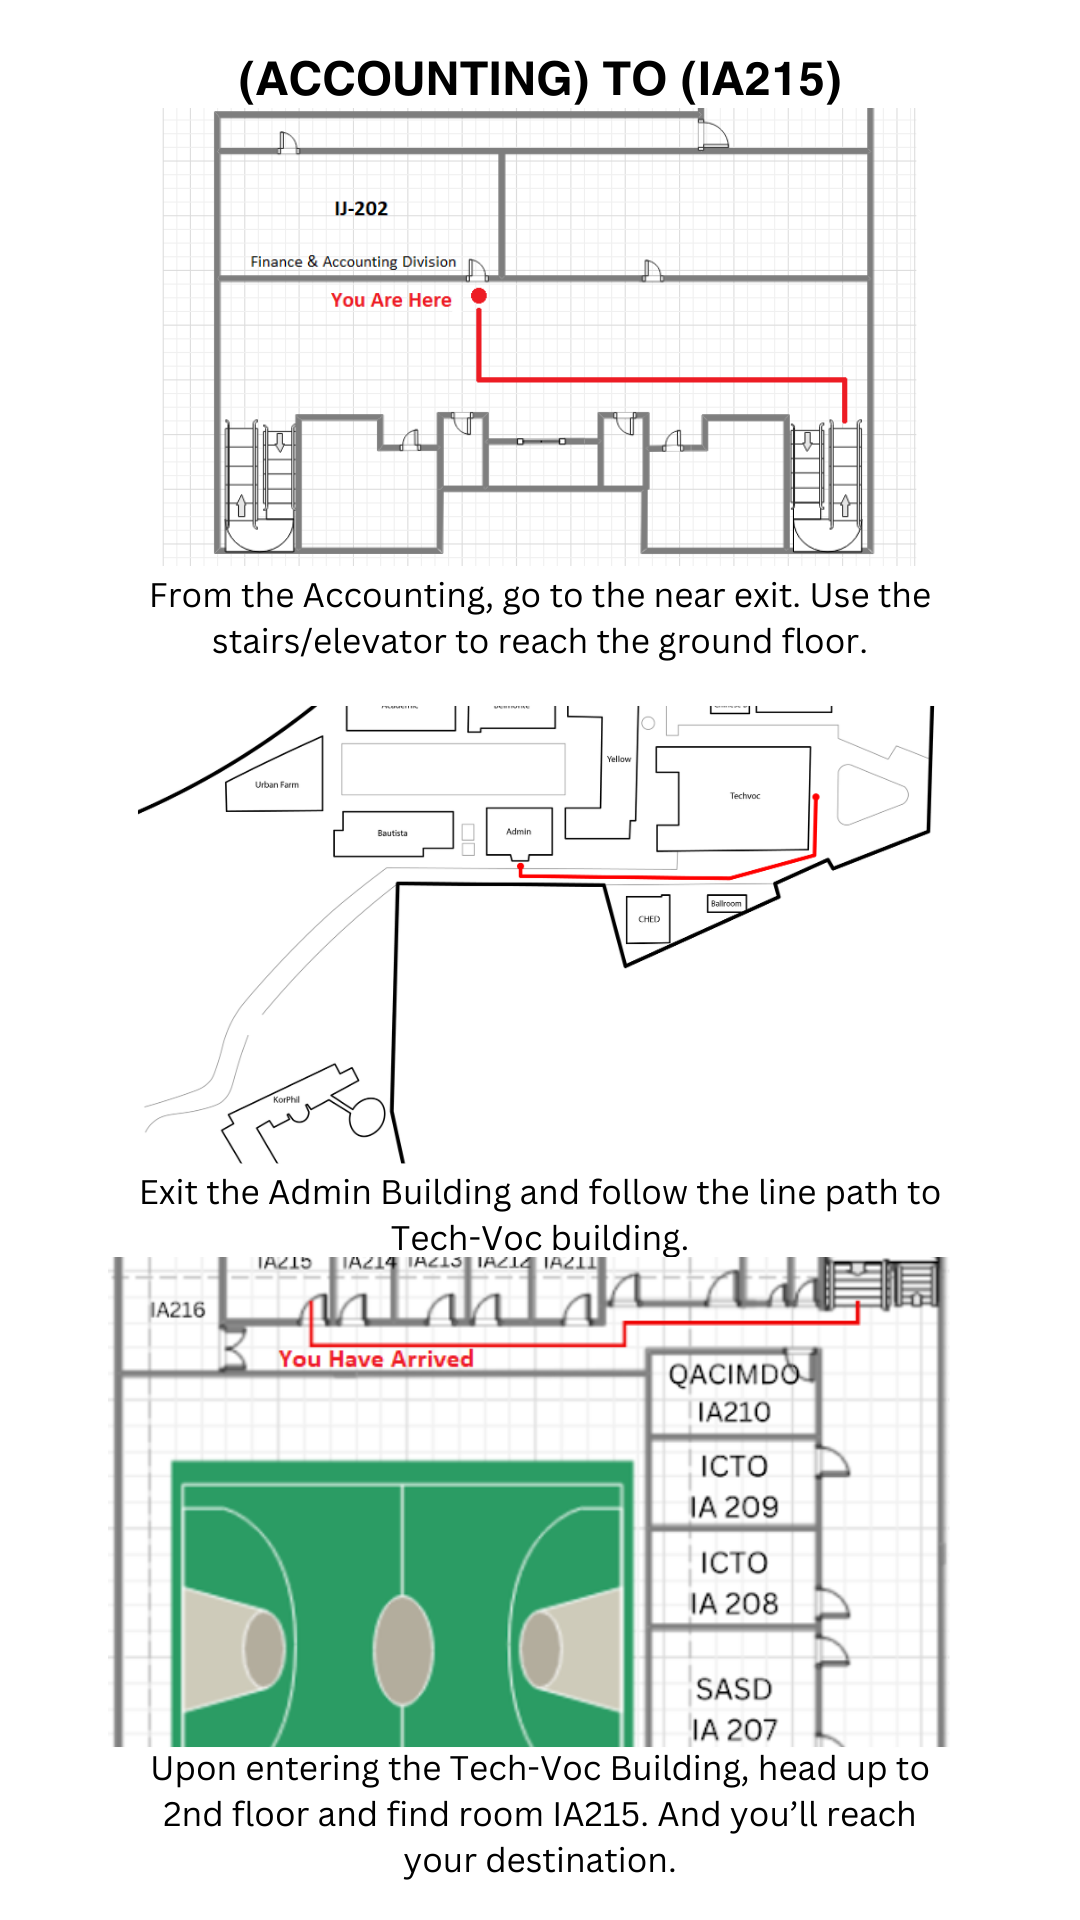 (ACCOUNTING) TO (IA215)
IJ-202
Finance & Accounting Division
You Are Here
From the Accounting, go to the near exit. Use the
stairs/elevator to reach the ground floor.
Academic
Belmonte
Yellow
Urban Farm
Techvoc
Bautista
Admin
CHED
Ballroom
KorPhil
Exit the Admin Building and follow the line path to
Tech-Voc building.
IA215 IA214 IA213 IA212 IA211
IA216
You Have Arrived
QACIMDO
IA210
ICTO
IA 209
ICTO
IA 208
SASD
IA 207
Upon entering the Tech-Voc Building, head up to
2nd floor and find room IA215. And you’ll reach
your destination.